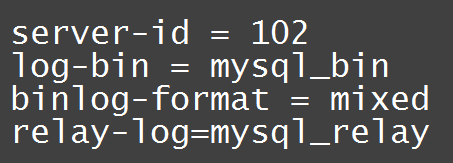 server-id = 102
log-bin = mysql_bin
binlog-format = mixed
relay-log=mysql_relay